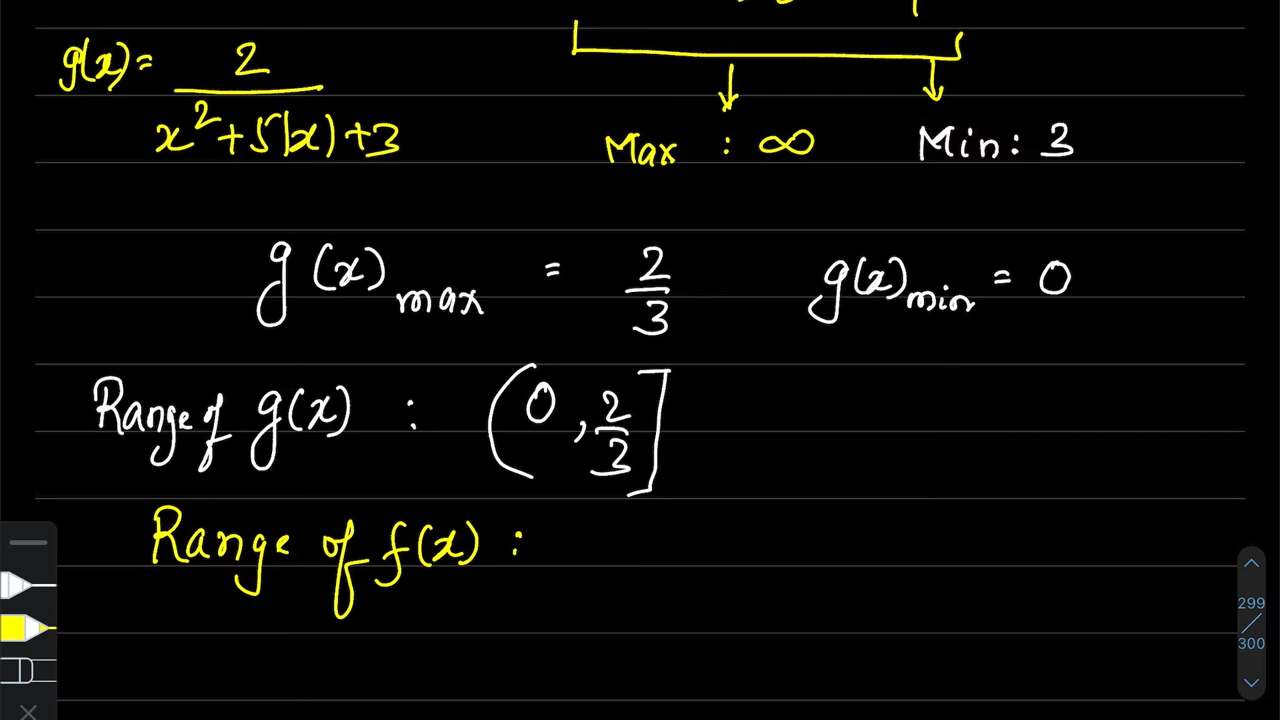 g(x) = 2 / x² + 5|x| + 3
Max : ∞ Min : 3
g(x)max = 2/3 g(x)min = 0
Range of g(x) : (0, 2/3]
Range of f(x) :
299
/
300